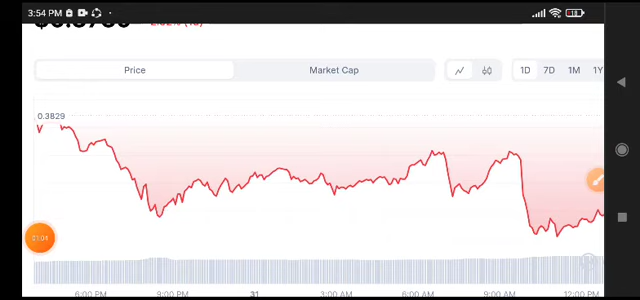 3:54 PM
Price
Market Cap
1D 7D 1M 1Y
0.3829
6:00 PM 9:00 PM 31 3:00 AM 6:00 AM 9:00 AM 12:00 PM